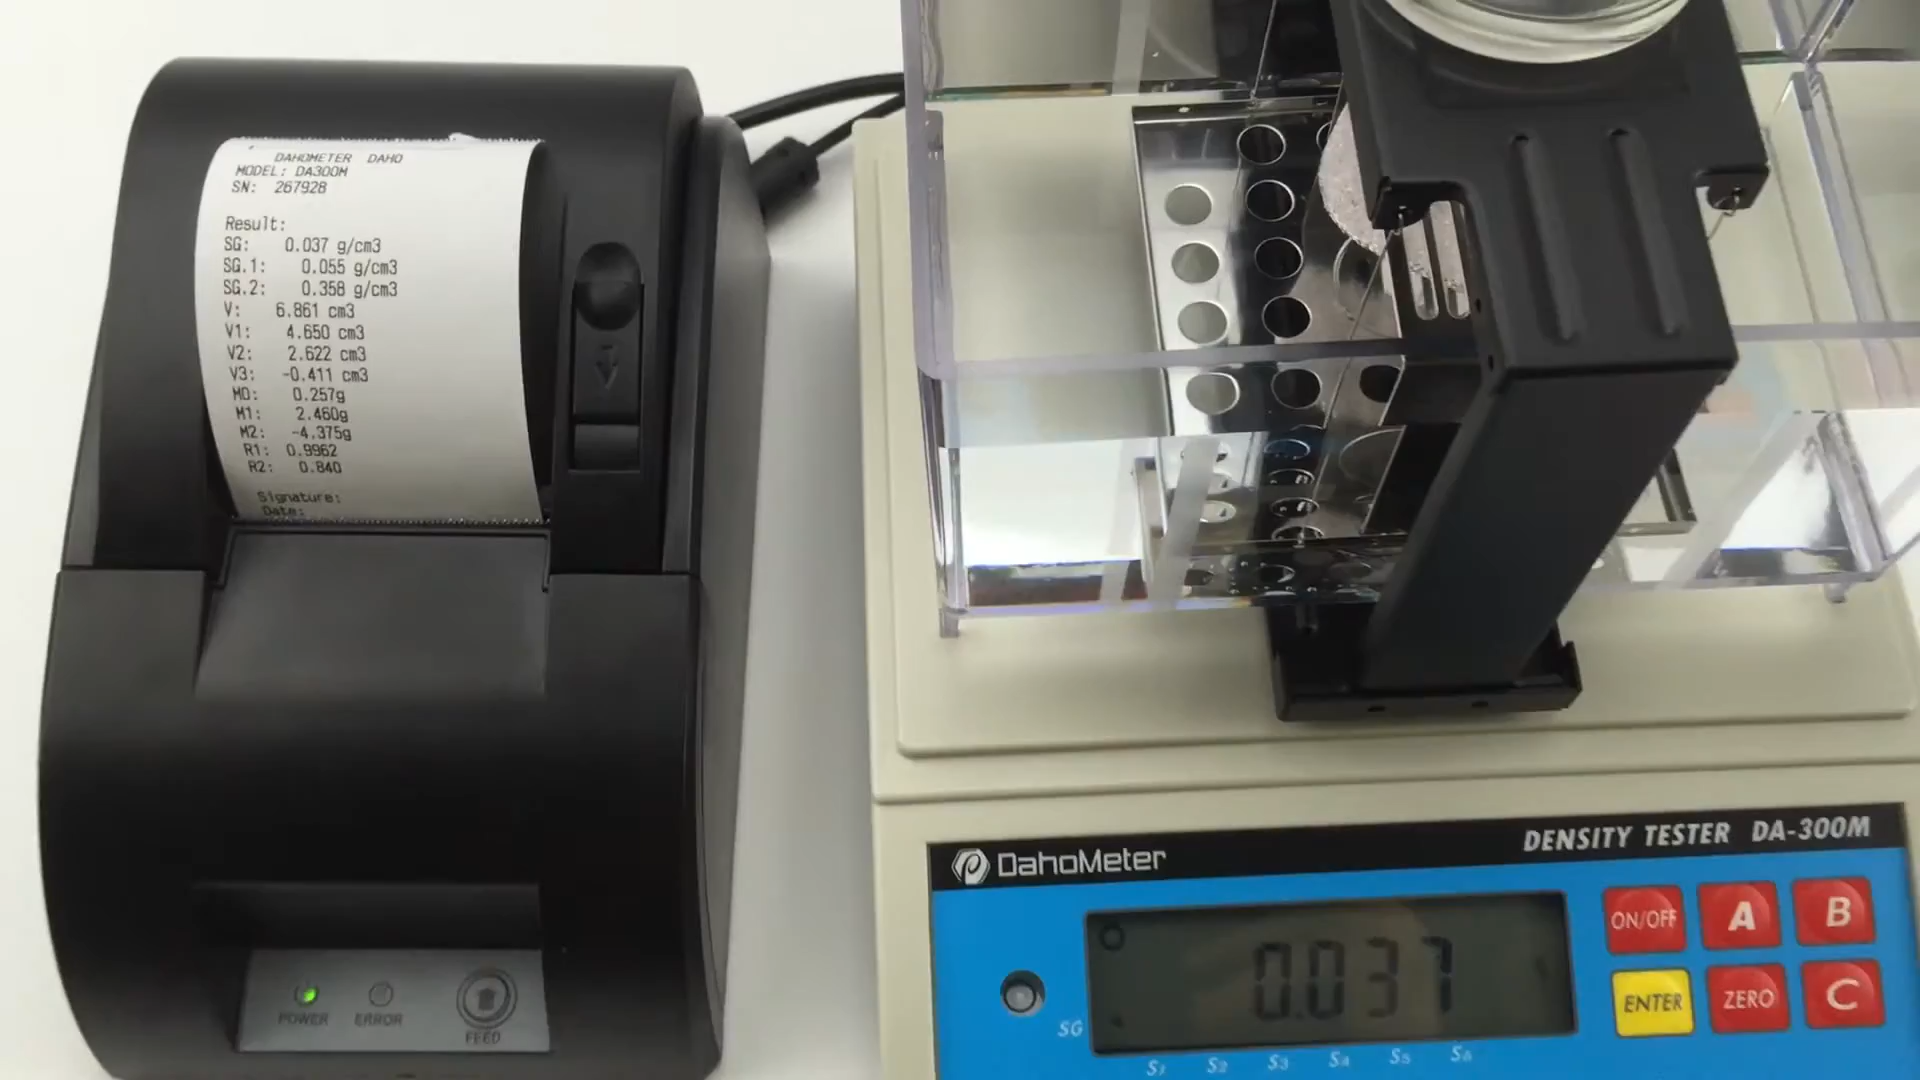 DAHOMETER DAHO
MODEL: DA300M
SN: 267928
Result:
SG: 0.037 g/cm3
SG.1: 0.055 g/cm3
SG.2: 0.358 g/cm3
V: 6.861 cm3
V1: 4.650 cm3
V2: 2.622 cm3
V3: -0.411 cm3
M0: 0.257g
M1: 2.460g
M2: -4.375g
R1: 0.9962
R2: 0.840
Signature:
Date:
POWER ERROR FEED
DahoMeter
DENSITY TESTER DA-300M
0.037
SG
S1 S2 S3 S4 S5 S6
ON/OFF A B
ENTER ZERO C